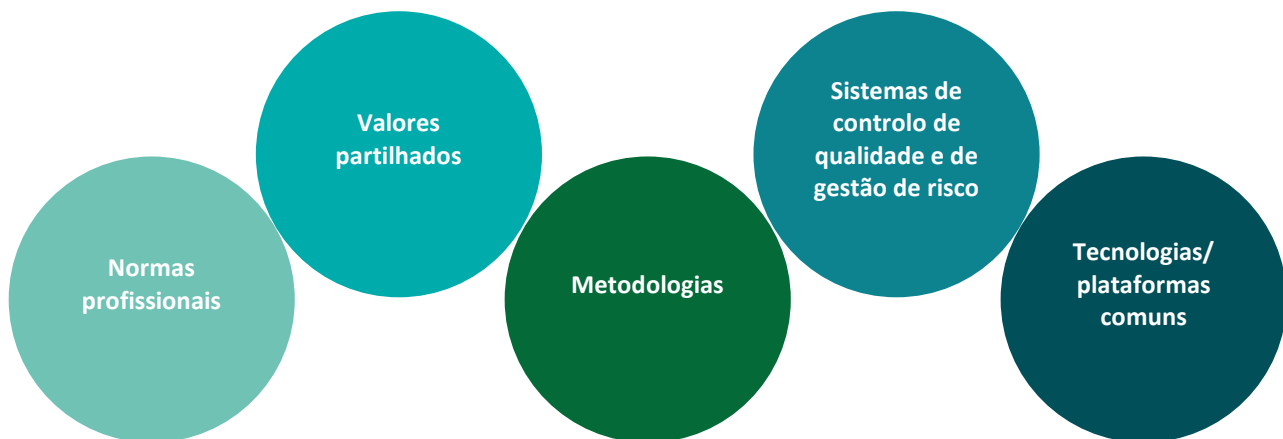 Normas
profissionais
Valores
partilhados
Metodologias
Sistemas de
controlo de
qualidade e de
gestão de risco
Tecnologias/
plataformas
comuns